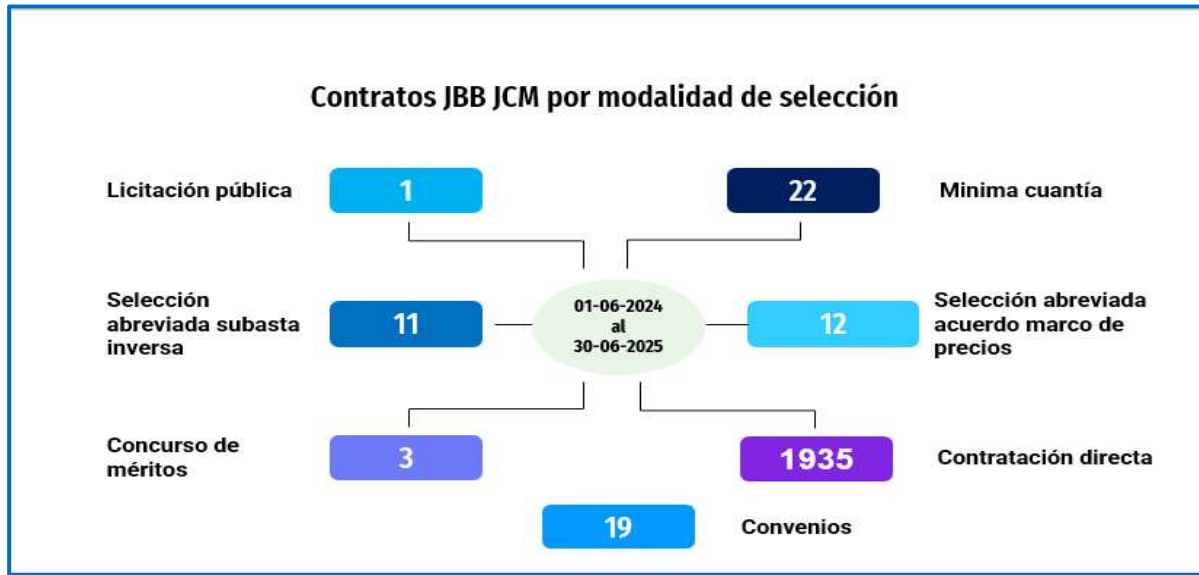 Contratos JBB JCM por modalidad de selección
Licitación pública
1
22
Minima cuantía
Selección
abreviada subasta
inversa
11
01-06-2024
al
30-06-2025
12
Selección abreviada
acuerdo marco de
precios
Concurso de
méritos
3
1935
Contratación directa
19
Convenios